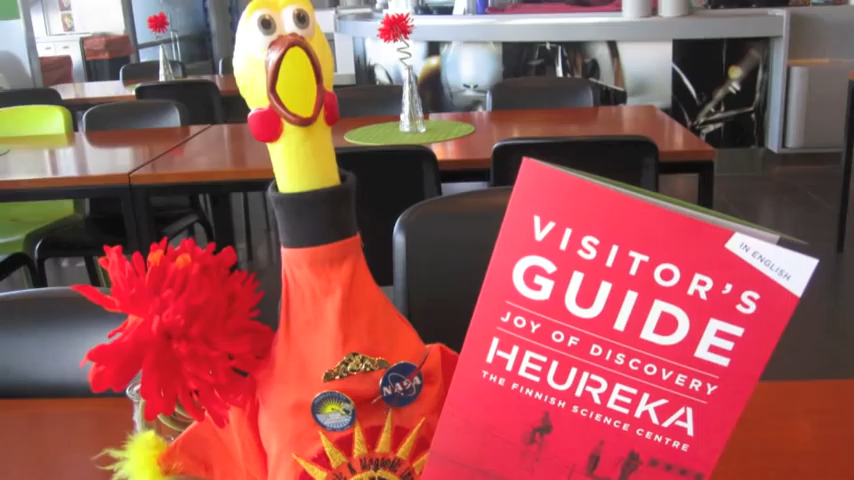 VISITOR'S
GUIDE
IN ENGLISH
JOY OF DISCOVERY
HEUREKA
THE FINNISH SCIENCE CENTRE
NASA